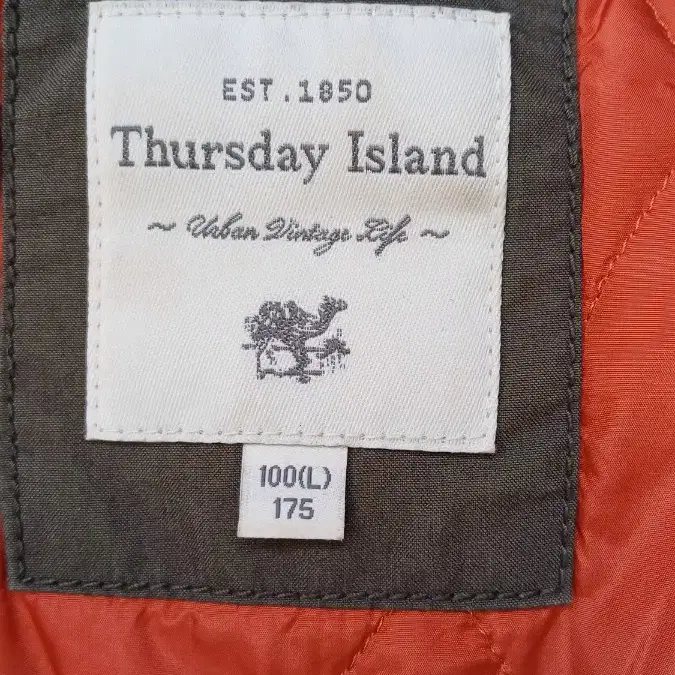 EST.1850
Thursday Island
~ Urban Vintage Life ~
100(L)
175